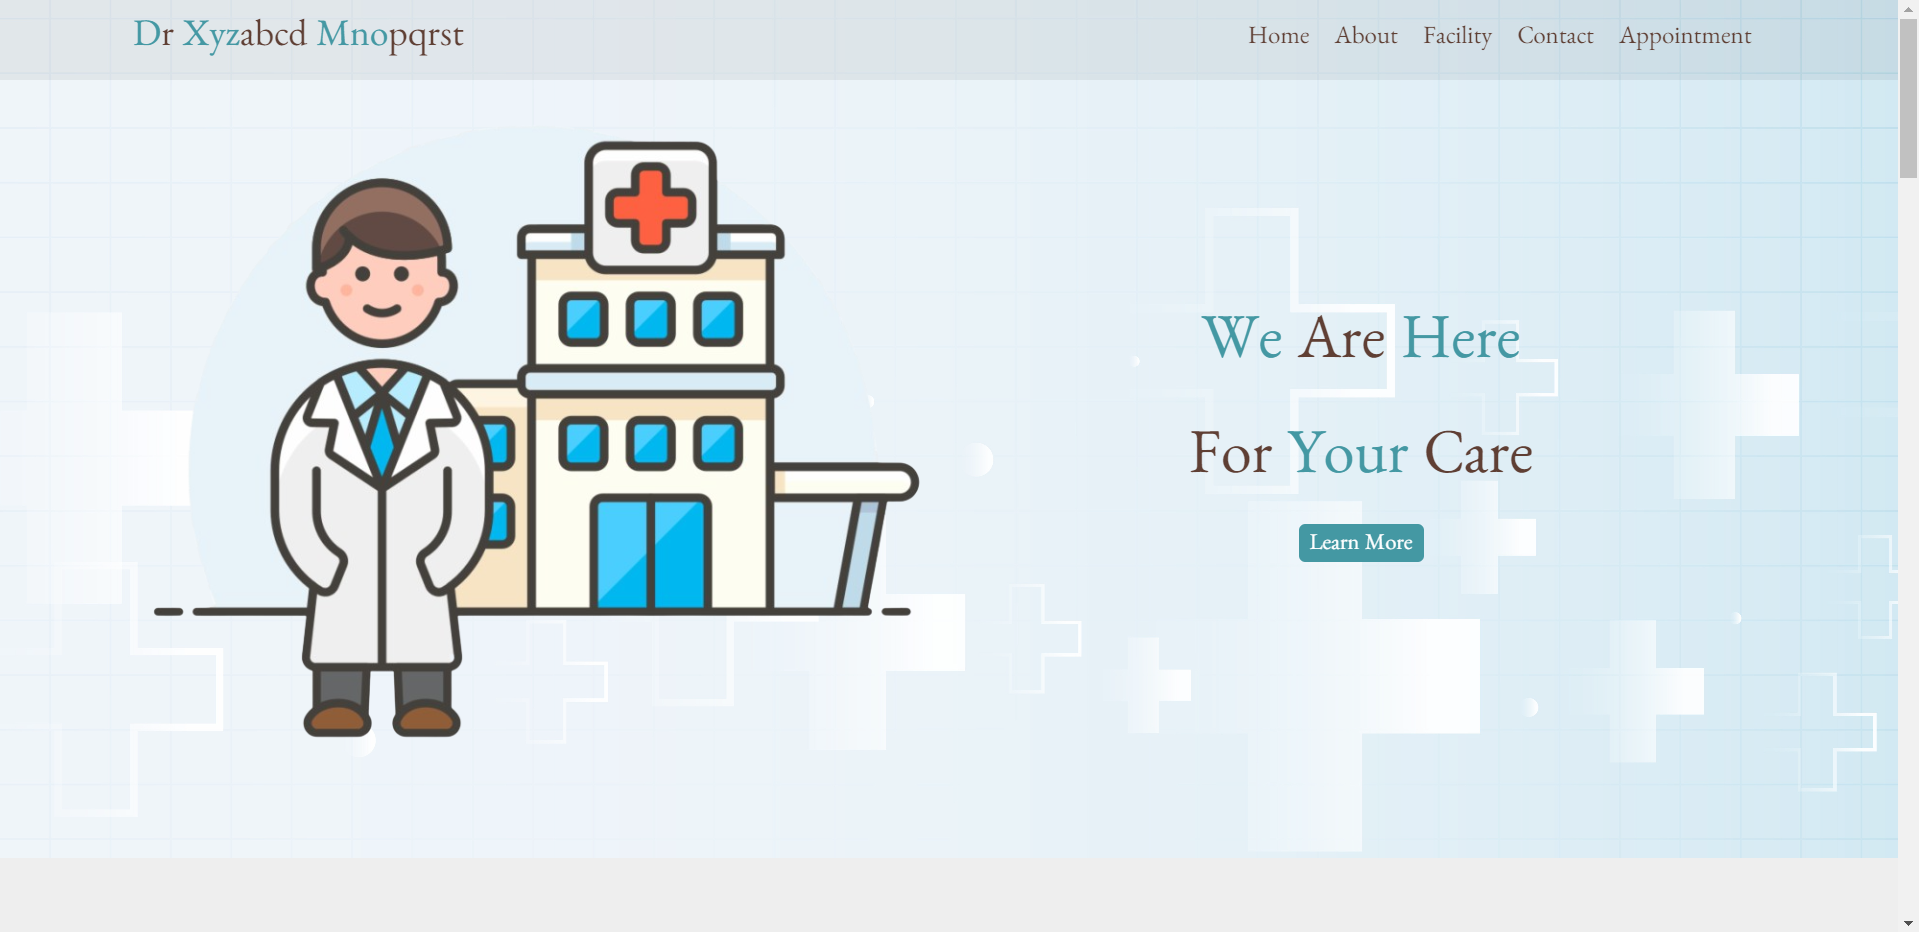 Dr Xyzabcd Mnopqrst
Home About Facility Contact Appointment
We Are Here
For Your Care
Learn More